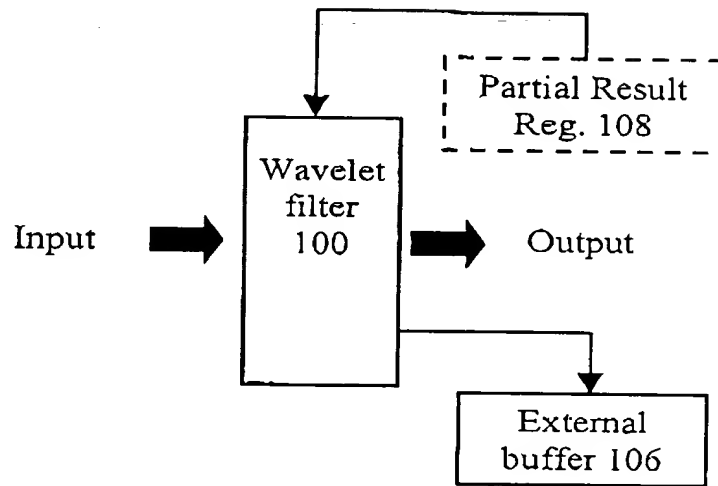 Partial Result
Reg. 108
Wavelet
filter
100
Input
Output
External
buffer 106